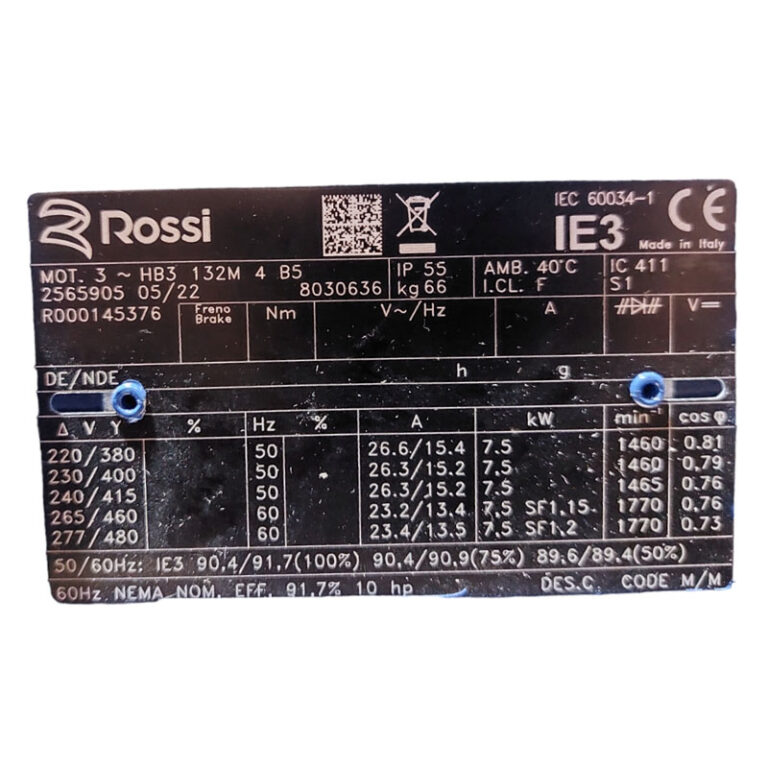 Rossi
IEC 60034-1
IE3 CE
Made in Italy
MOT. 3 ~ HB3 132M 4 B5 IP 55 AMB. 40°C IC 411
2565905 05/22 8030636 kg 66 I.CL. F S1
R000145376 Freno Brake Nm V~/Hz A V=
DE/NDE h g
Δ V Y % Hz % A kW min⁻¹ cos φ
220/380 50 26.6/15.4 7.5 1460 0.81
230/400 50 26.3/15.2 7.5 1460 0.79
240/415 50 26.3/15.2 7.5 1465 0.76
265/460 60 23.2/13.4 7.5 SF1.15 1770 0.76
277/480 60 23.4/13.5 7.5 SF1.2 1770 0.73
50/60Hz: IE3 90,4/91,7(100%) 90,4/90,9(75%) 89,6/89,4(50%)
60Hz NEMA NOM. EFF. 91,7% 10 hp DES.C CODE M/M